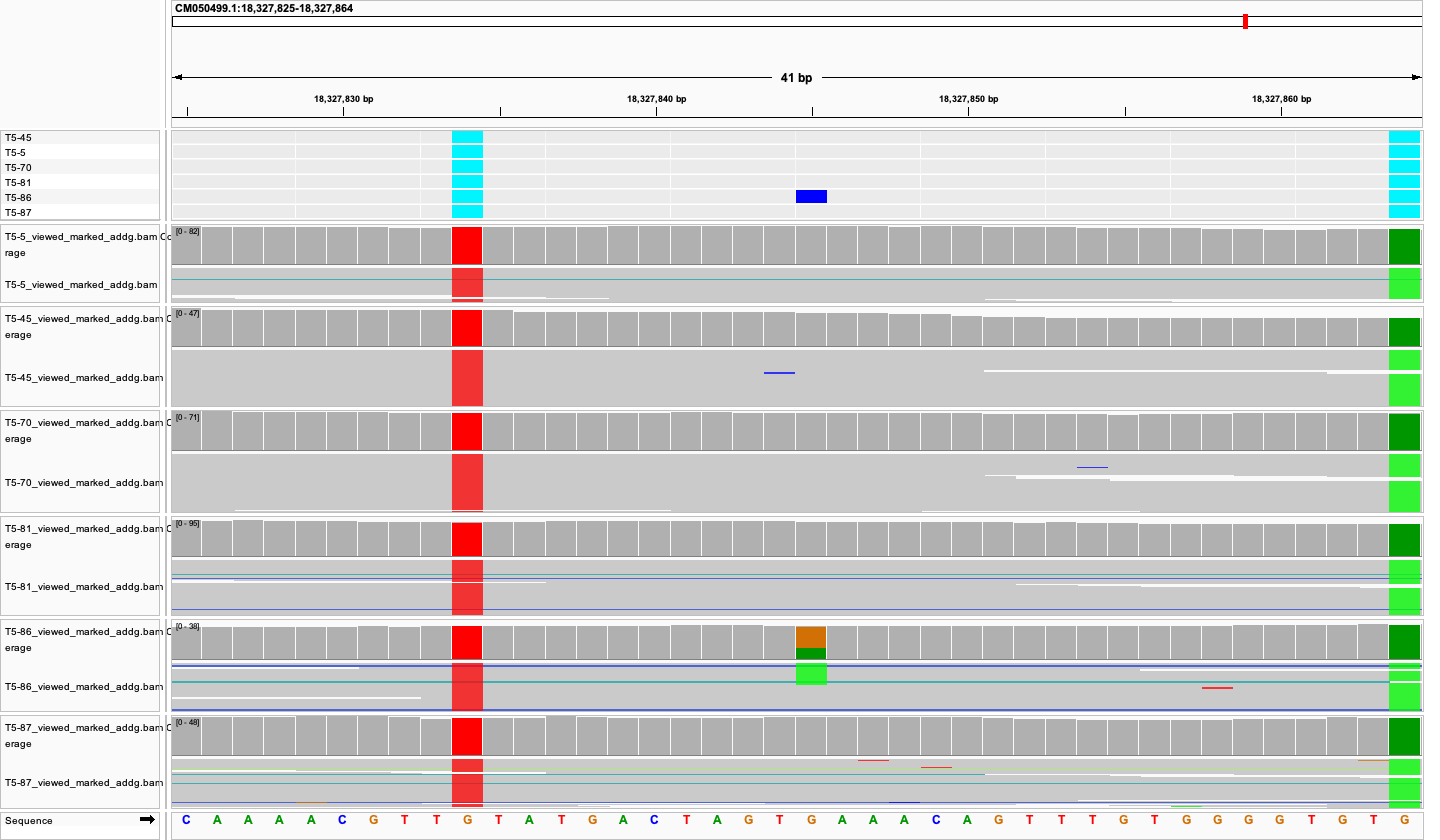 CM050499.1:18,327,825-18,327,864
41 bp
18,327,830 bp 18,327,840 bp 18,327,850 bp 18,327,860 bp
T5-45
T5-5
T5-70
T5-81
T5-86
T5-87
T5-5_viewed_marked_addg.bam Co
rage
[0 - 82]
T5-5_viewed_marked_addg.bam
T5-45_viewed_marked_addg.bam C
erage
[0 - 47]
T5-45_viewed_marked_addg.bam
T5-70_viewed_marked_addg.bam C
erage
[0 - 71]
T5-70_viewed_marked_addg.bam
T5-81_viewed_marked_addg.bam C
erage
[0 - 95]
T5-81_viewed_marked_addg.bam
T5-86_viewed_marked_addg.bam C
erage
[0 - 38]
T5-86_viewed_marked_addg.bam
T5-87_viewed_marked_addg.bam C
erage
[0 - 48]
T5-87_viewed_marked_addg.bam
Sequence C A A A A C G T T G T A T G A C T A G T G A A A C A G T T T G T G G G G T G T G